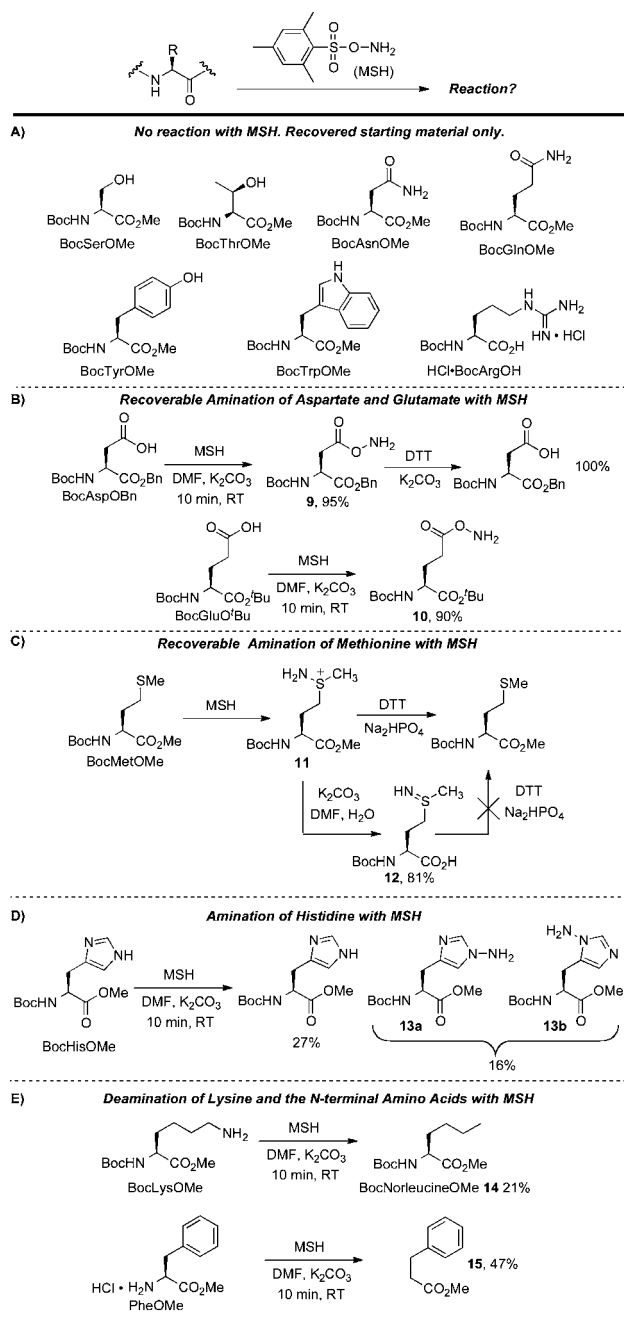 R
N
H
O
O
S
O
O
NH2
(MSH)
Reaction?
A)
No reaction with MSH. Recovered starting material only.
OH
BocHN
CO2Me
BocSerOMe
OH
BocHN
CO2Me
BocThrOMe
O
NH2
BocHN
CO2Me
BocAsnOMe
O
NH2
BocHN
CO2Me
BocGlnOMe
OH
BocHN
CO2Me
BocTyrOMe
H
N
BocHN
CO2Me
BocTrpOMe
H
N
NH2
NH • HCl
BocHN
CO2H
HCl•BocArgOH
B)
Recoverable Amination of Aspartate and Glutamate with MSH
O
OH
BocHN
CO2Bn
BocAspOBn
MSH
DMF, K2CO3
10 min, RT
O
O
NH2
BocHN
CO2Bn
9, 95%
DTT
K2CO3
O
OH
BocHN
CO2Bn
100%
O
OH
BocHN
CO2tBu
BocGluOtBu
MSH
DMF, K2CO3
10 min, RT
O
O
NH2
BocHN
CO2tBu
10, 90%
C)
Recoverable Amination of Methionine with MSH
SMe
BocHN
CO2Me
BocMetOMe
MSH
H2N
+
S
CH3
BocHN
CO2Me
11
DTT
Na2HPO4
SMe
BocHN
CO2Me
K2CO3
DMF, H2O
HN
S
CH3
BocHN
CO2H
12, 81%
DTT
Na2HPO4
D)
Amination of Histidine with MSH
N
NH
BocHN
OMe
O
BocHisOMe
MSH
DMF, K2CO3
10 min, RT
N
NH
BocHN
OMe
O
27%
N
N
NH2
BocHN
OMe
O
13a
H2N
N
N
BocHN
OMe
O
13b
16%
E)
Deamination of Lysine and the N-terminal Amino Acids with MSH
NH2
BocHN
CO2Me
BocLysOMe
MSH
DMF, K2CO3
10 min, RT
BocHN
CO2Me
BocNorleucineOMe 14 21%
HCl • H2N
CO2Me
PheOMe
MSH
DMF, K2CO3
10 min, RT
CO2Me
15, 47%